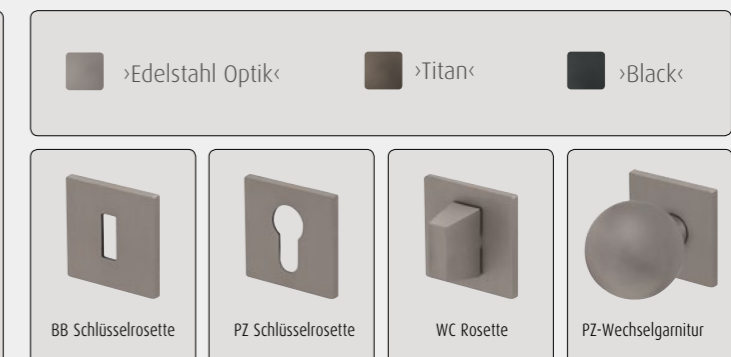 ›Edelstahl Optik‹
›Titan‹
›Black‹
BB Schlüsselrosette
PZ Schlüsselrosette
WC Rosette
PZ-Wechselgarnitur